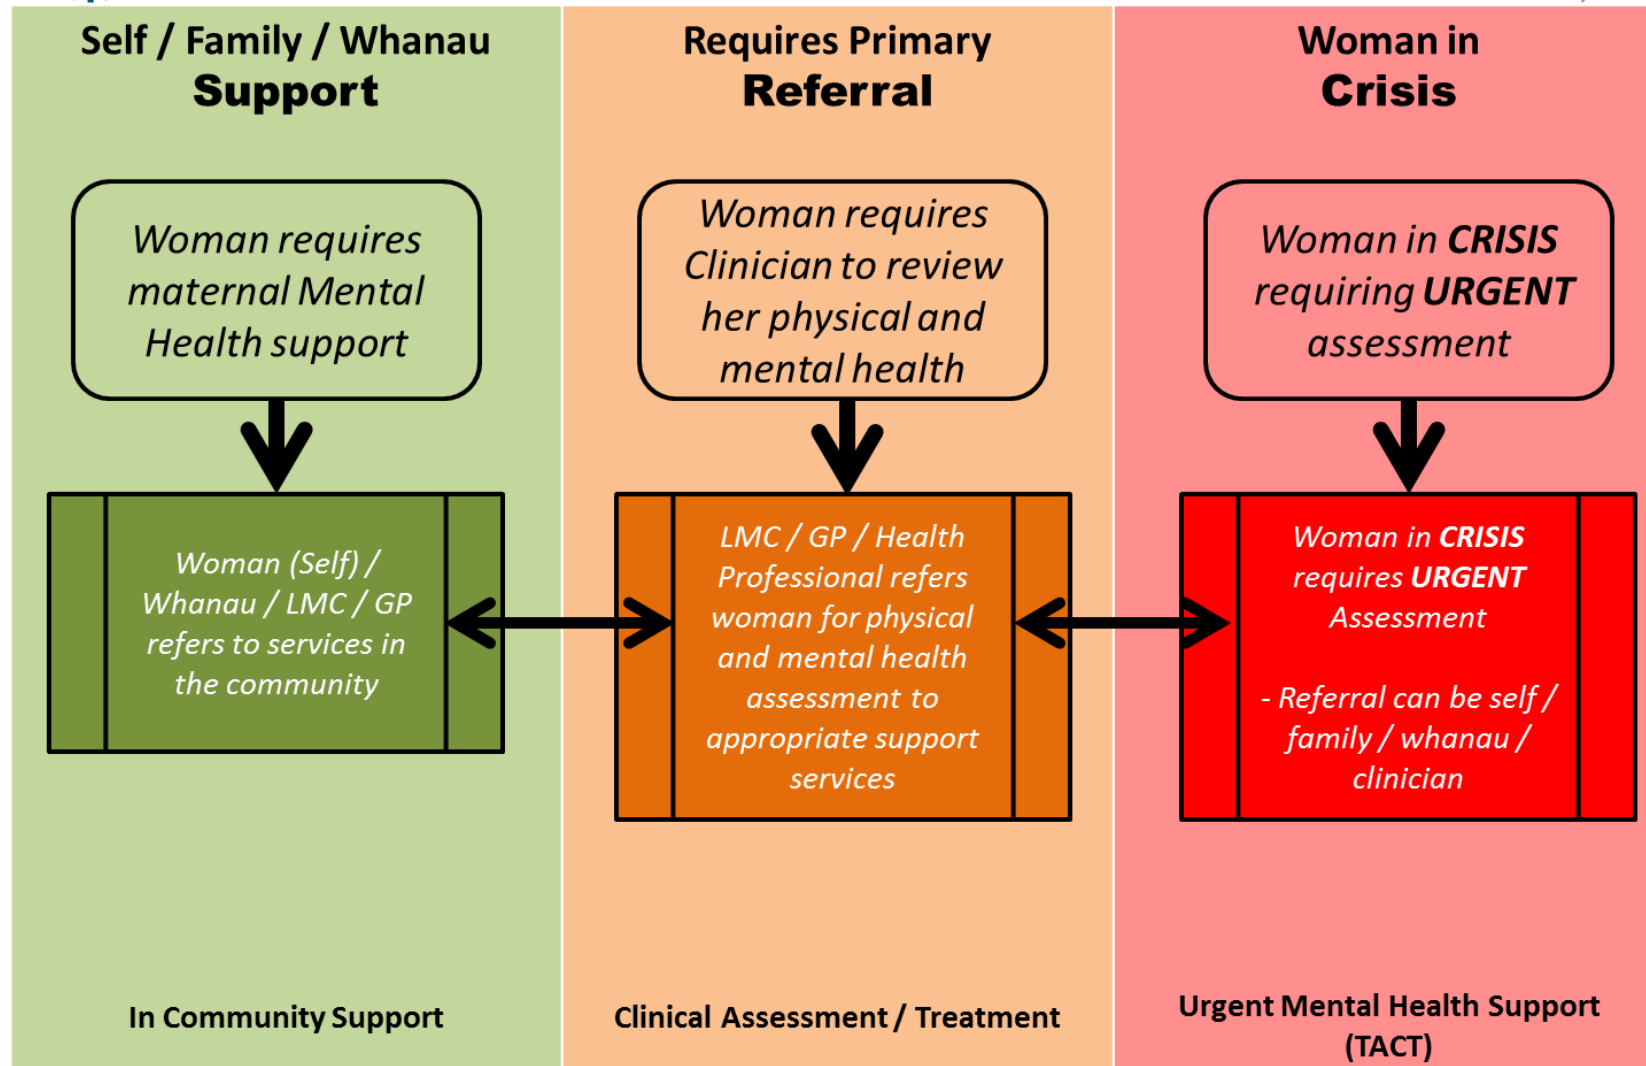 Self / Family / Whanau
Support
Woman requires
maternal Mental
Health support
Woman (Self) /
Whanau / LMC / GP
refers to services in
the community
In Community Support
Requires Primary
Referral
Woman requires
Clinician to review
her physical and
mental health
LMC / GP / Health
Professional refers
woman for physical
and mental health
assessment to
appropriate support
services
Clinical Assessment / Treatment
Woman in
Crisis
Woman in CRISIS
requiring URGENT
assessment
Woman in CRISIS
requires URGENT
Assessment
- Referral can be self /
family / whanau /
clinician
Urgent Mental Health Support
(TACT)